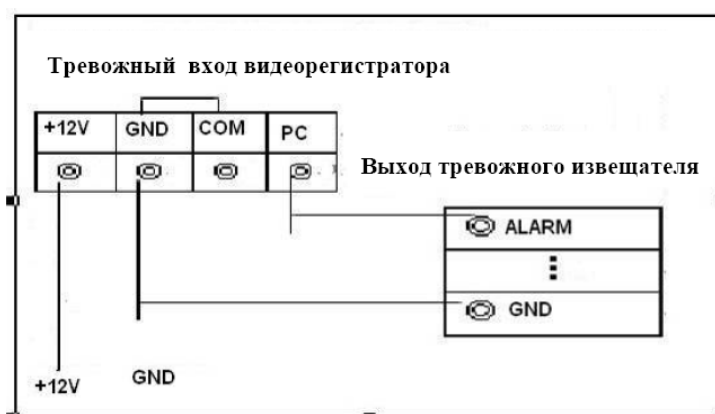 Тревожный вход видеорегистратора
+12V GND COM PC
Выход тревожного извещателя
ALARM
GND
+12V GND